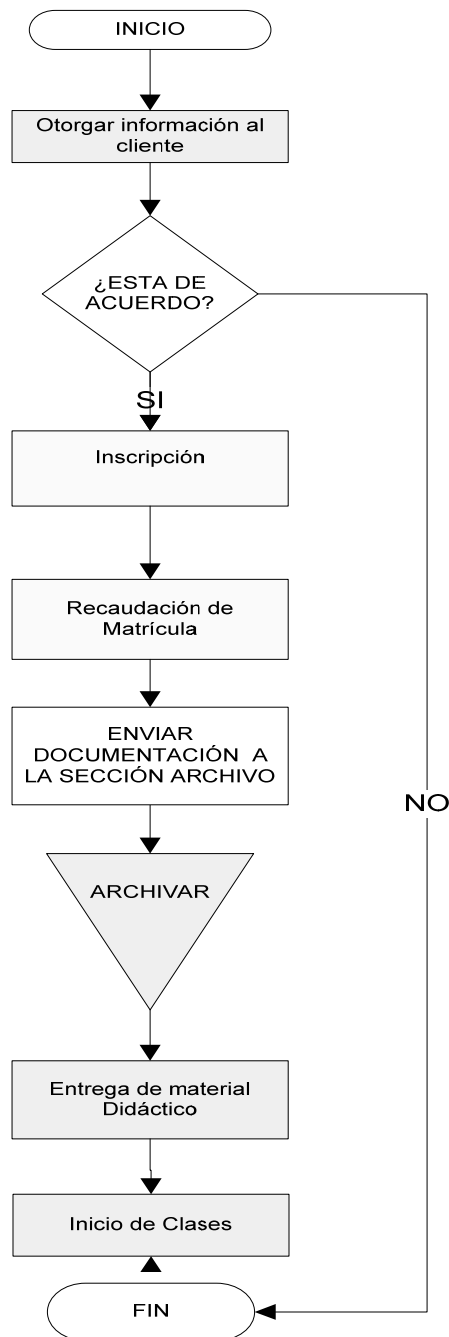 INICIO
Otorgar información al
cliente
¿ESTA DE
ACUERDO?
SI
Inscripción
Recaudación de
Matrícula
ENVIAR
DOCUMENTACIÓN A
LA SECCIÓN ARCHIVO
NO
ARCHIVAR
Entrega de material
Didáctico
Inicio de Clases
FIN